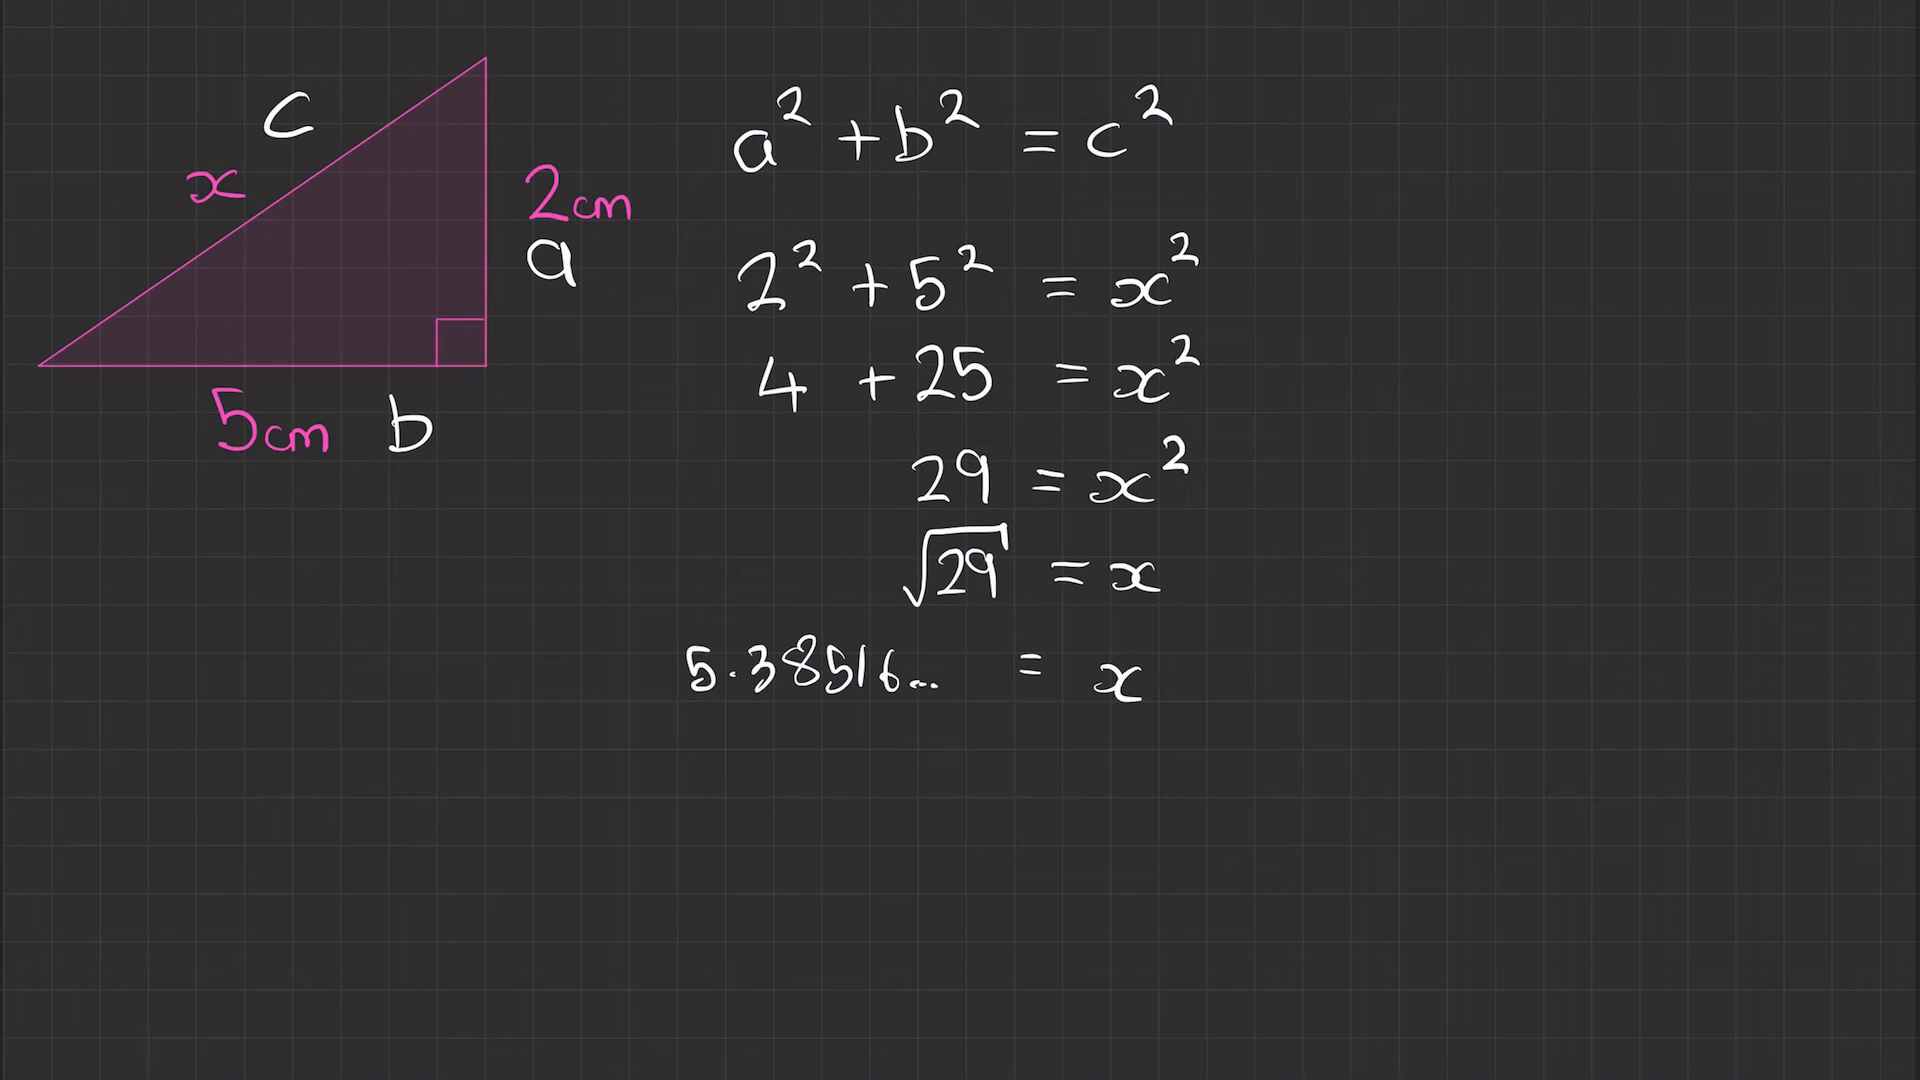 c
x
2cm
a
5cm b
a² + b² = c²
2² + 5² = x²
4 + 25 = x²
29 = x²
√29 = x
5.38516... = x